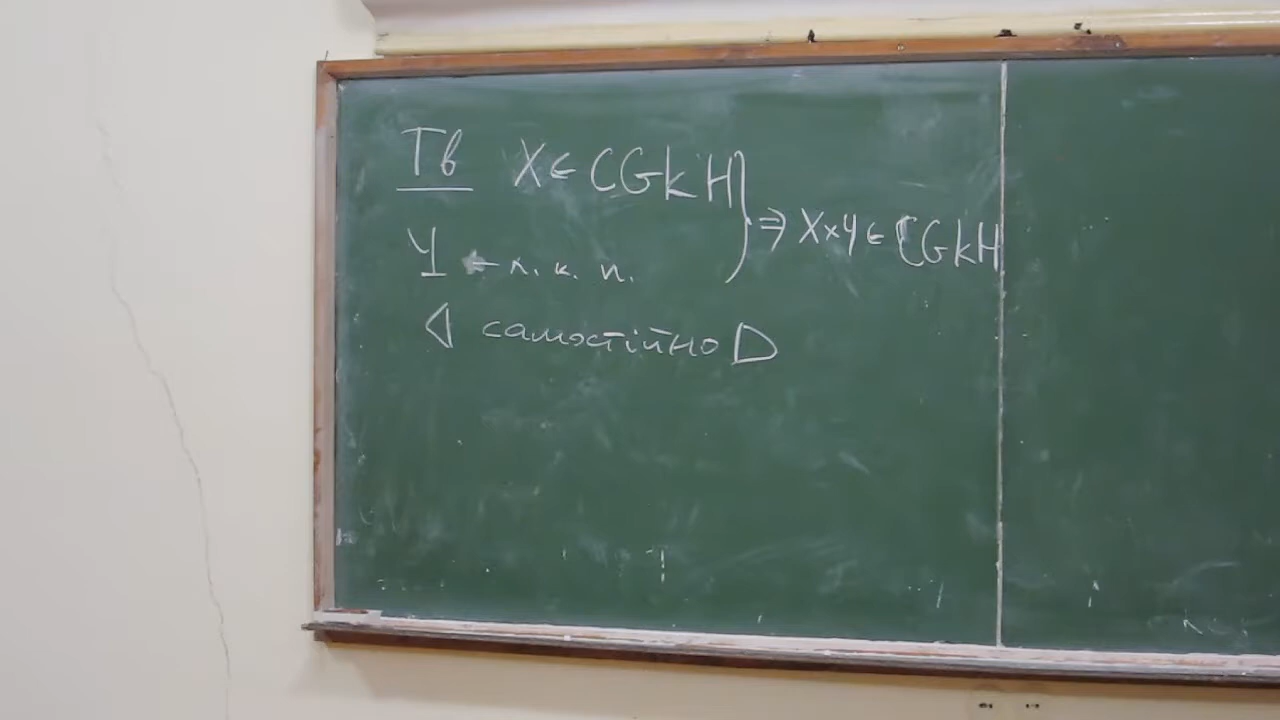 Тв X ∈ CGkH } ⇒ X×Y ∈ CGkH
Y – л. к. п.
◁ самостійно ▷